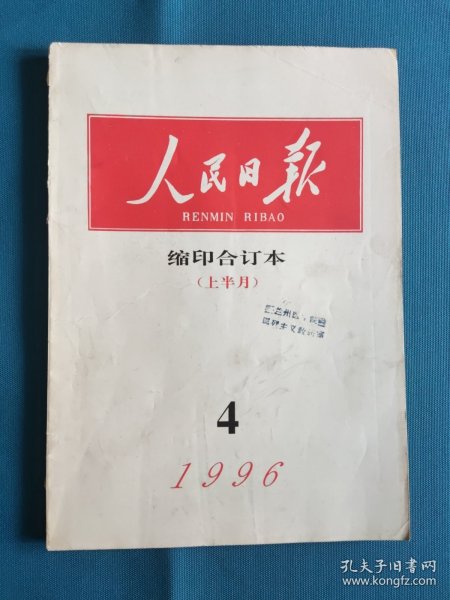 人民日报
RENMIN RIBAO
缩印合订本
（上半月）
4
1996
孔夫子旧书网
www.kongfz.com